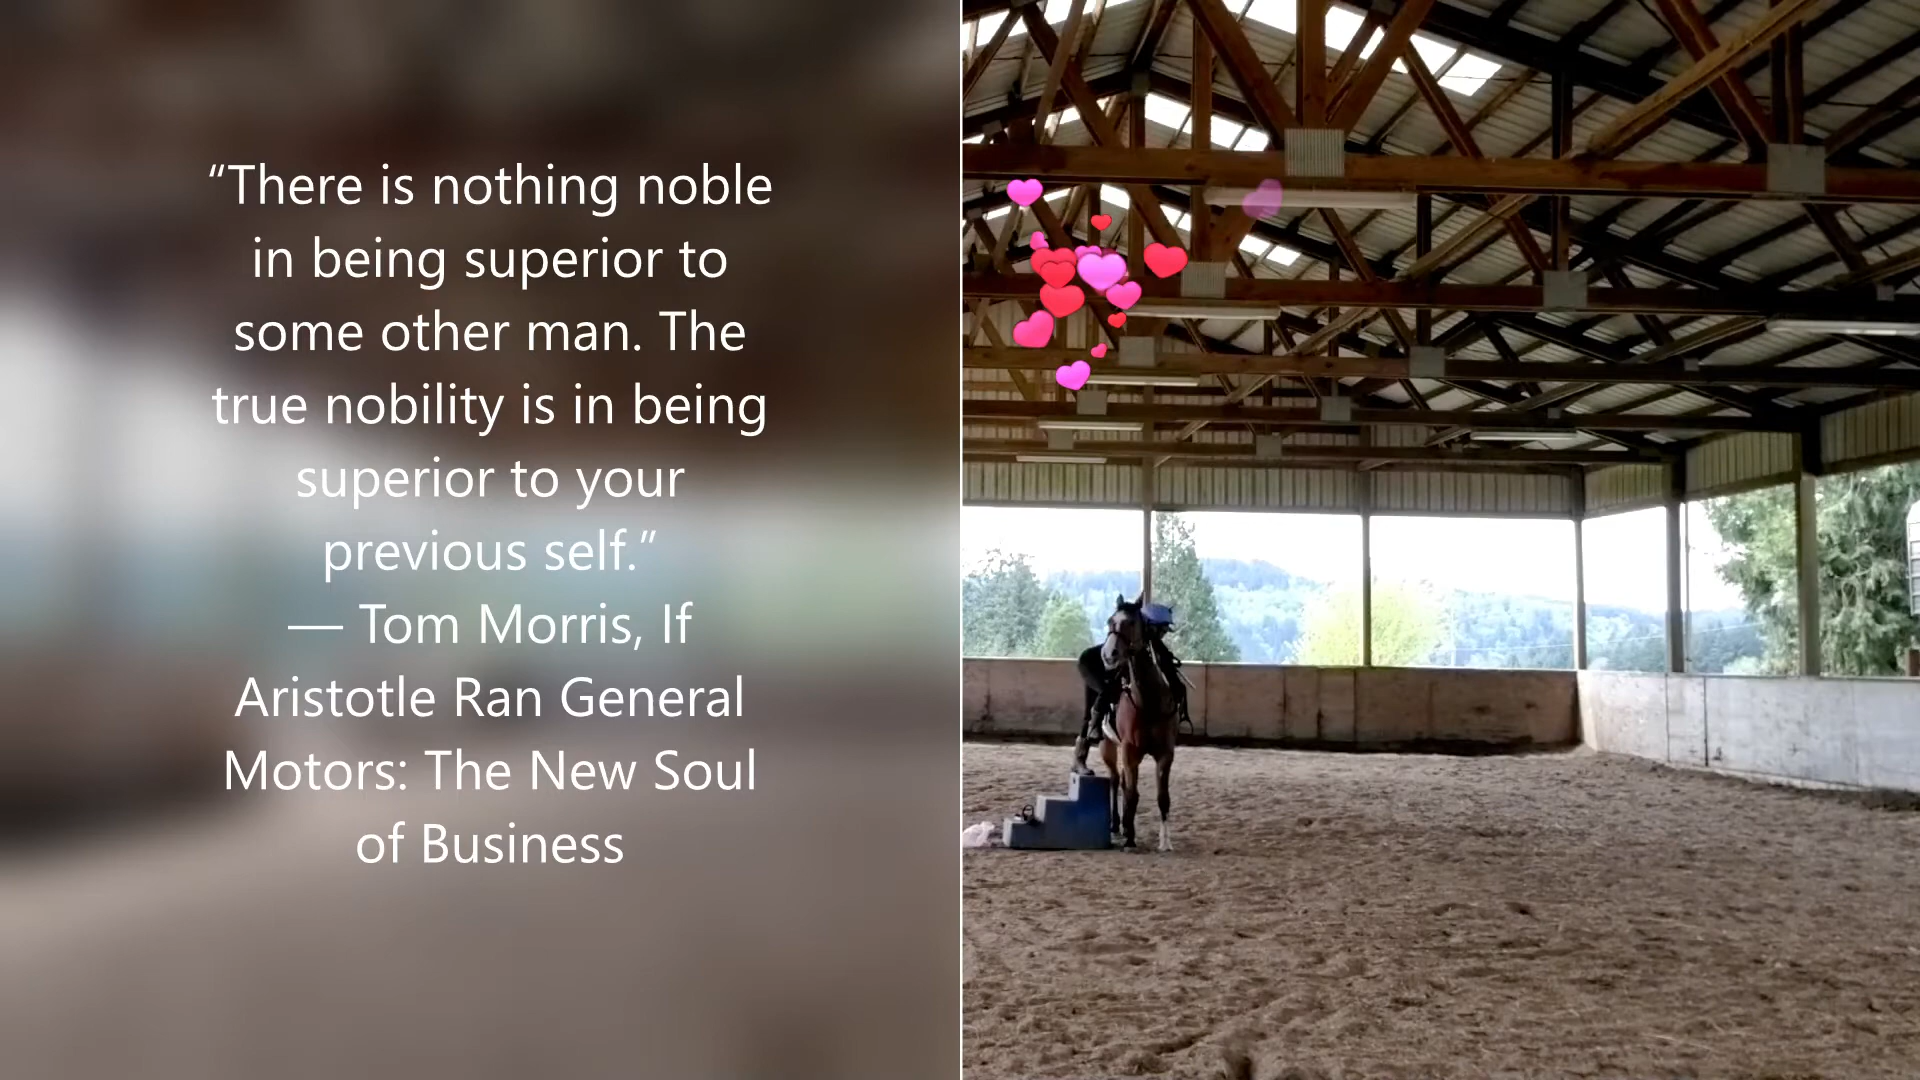 “There is nothing noble
in being superior to
some other man. The
true nobility is in being
superior to your
previous self.”
— Tom Morris, If
Aristotle Ran General
Motors: The New Soul
of Business